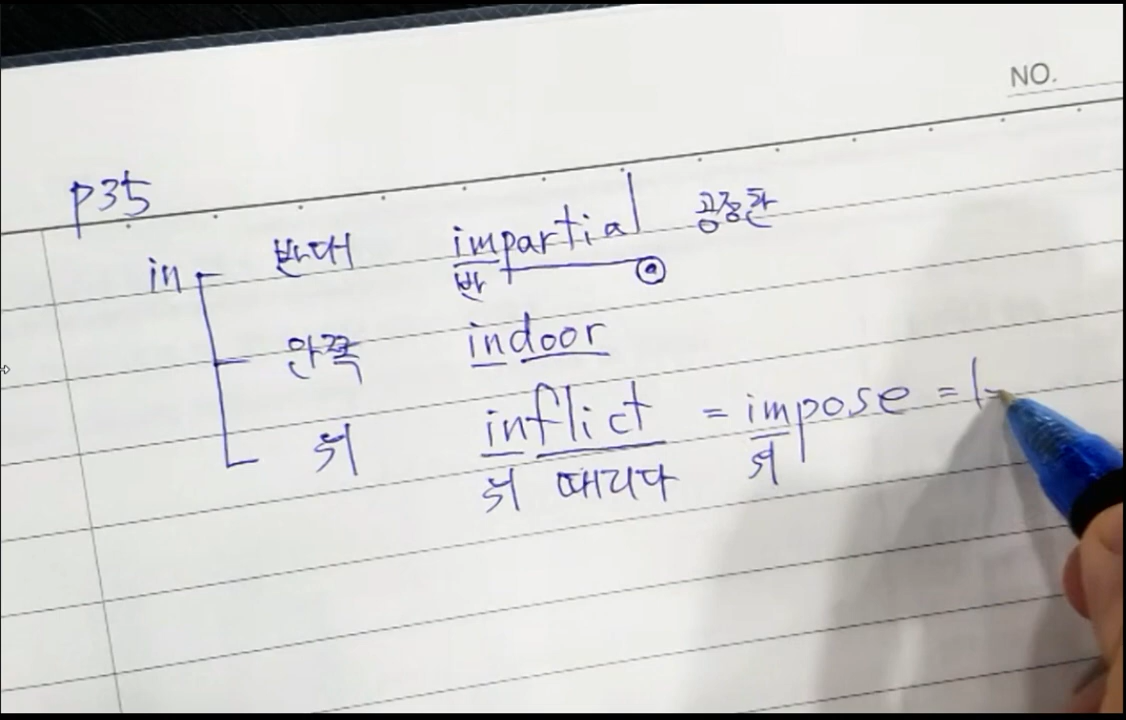 NO.
p35
in 반대 impartial 공정한
반
안쪽 indoor
위 inflict = impose =
위 때리다 위